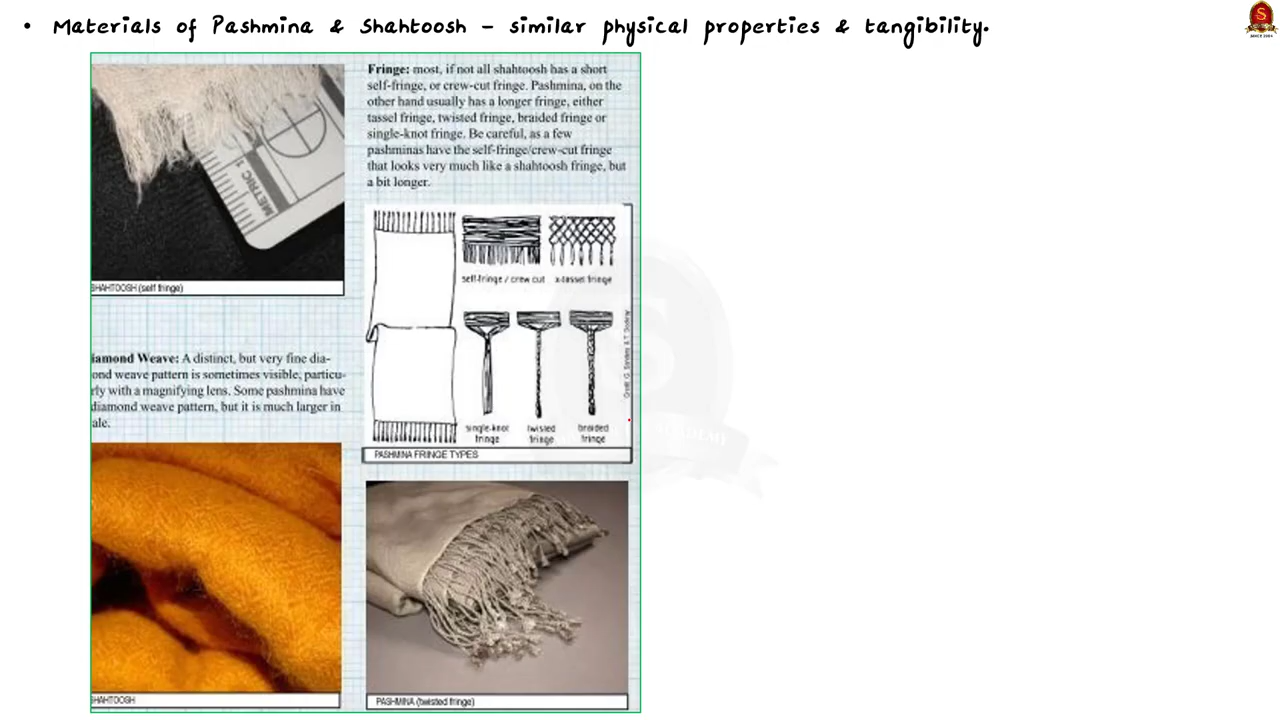 • Materials of Pashmina & Shahtoosh - similar physical properties & tangibility.
Fringe: most, if not all shahtoosh has a short
self-fringe, or crew-cut fringe. Pashmina, on the
other hand usually has a longer fringe, either
tassel fringe, twisted fringe, braided fringe or
single-knot fringe. Be careful, as a few
pashminas have the self-fringe/crew-cut fringe
that looks very much like a shahtoosh fringe, but
a bit longer.
METRIC 1
SHAHTOOSH (self fringe)
self-fringe / crew cut
x-tassel fringe
single-knot
fringe
twisted
fringe
braided
fringe
PASHMINA FRINGE TYPES
iamond Weave: A distinct, but very fine dia-
ond weave pattern is sometimes visible, particu-
rly with a magnifying lens. Some pashmina have
diamond weave pattern, but it is much larger in
ale.
SHAHTOOSH
PASHMINA (twisted fringe)
S
SINCE 2004